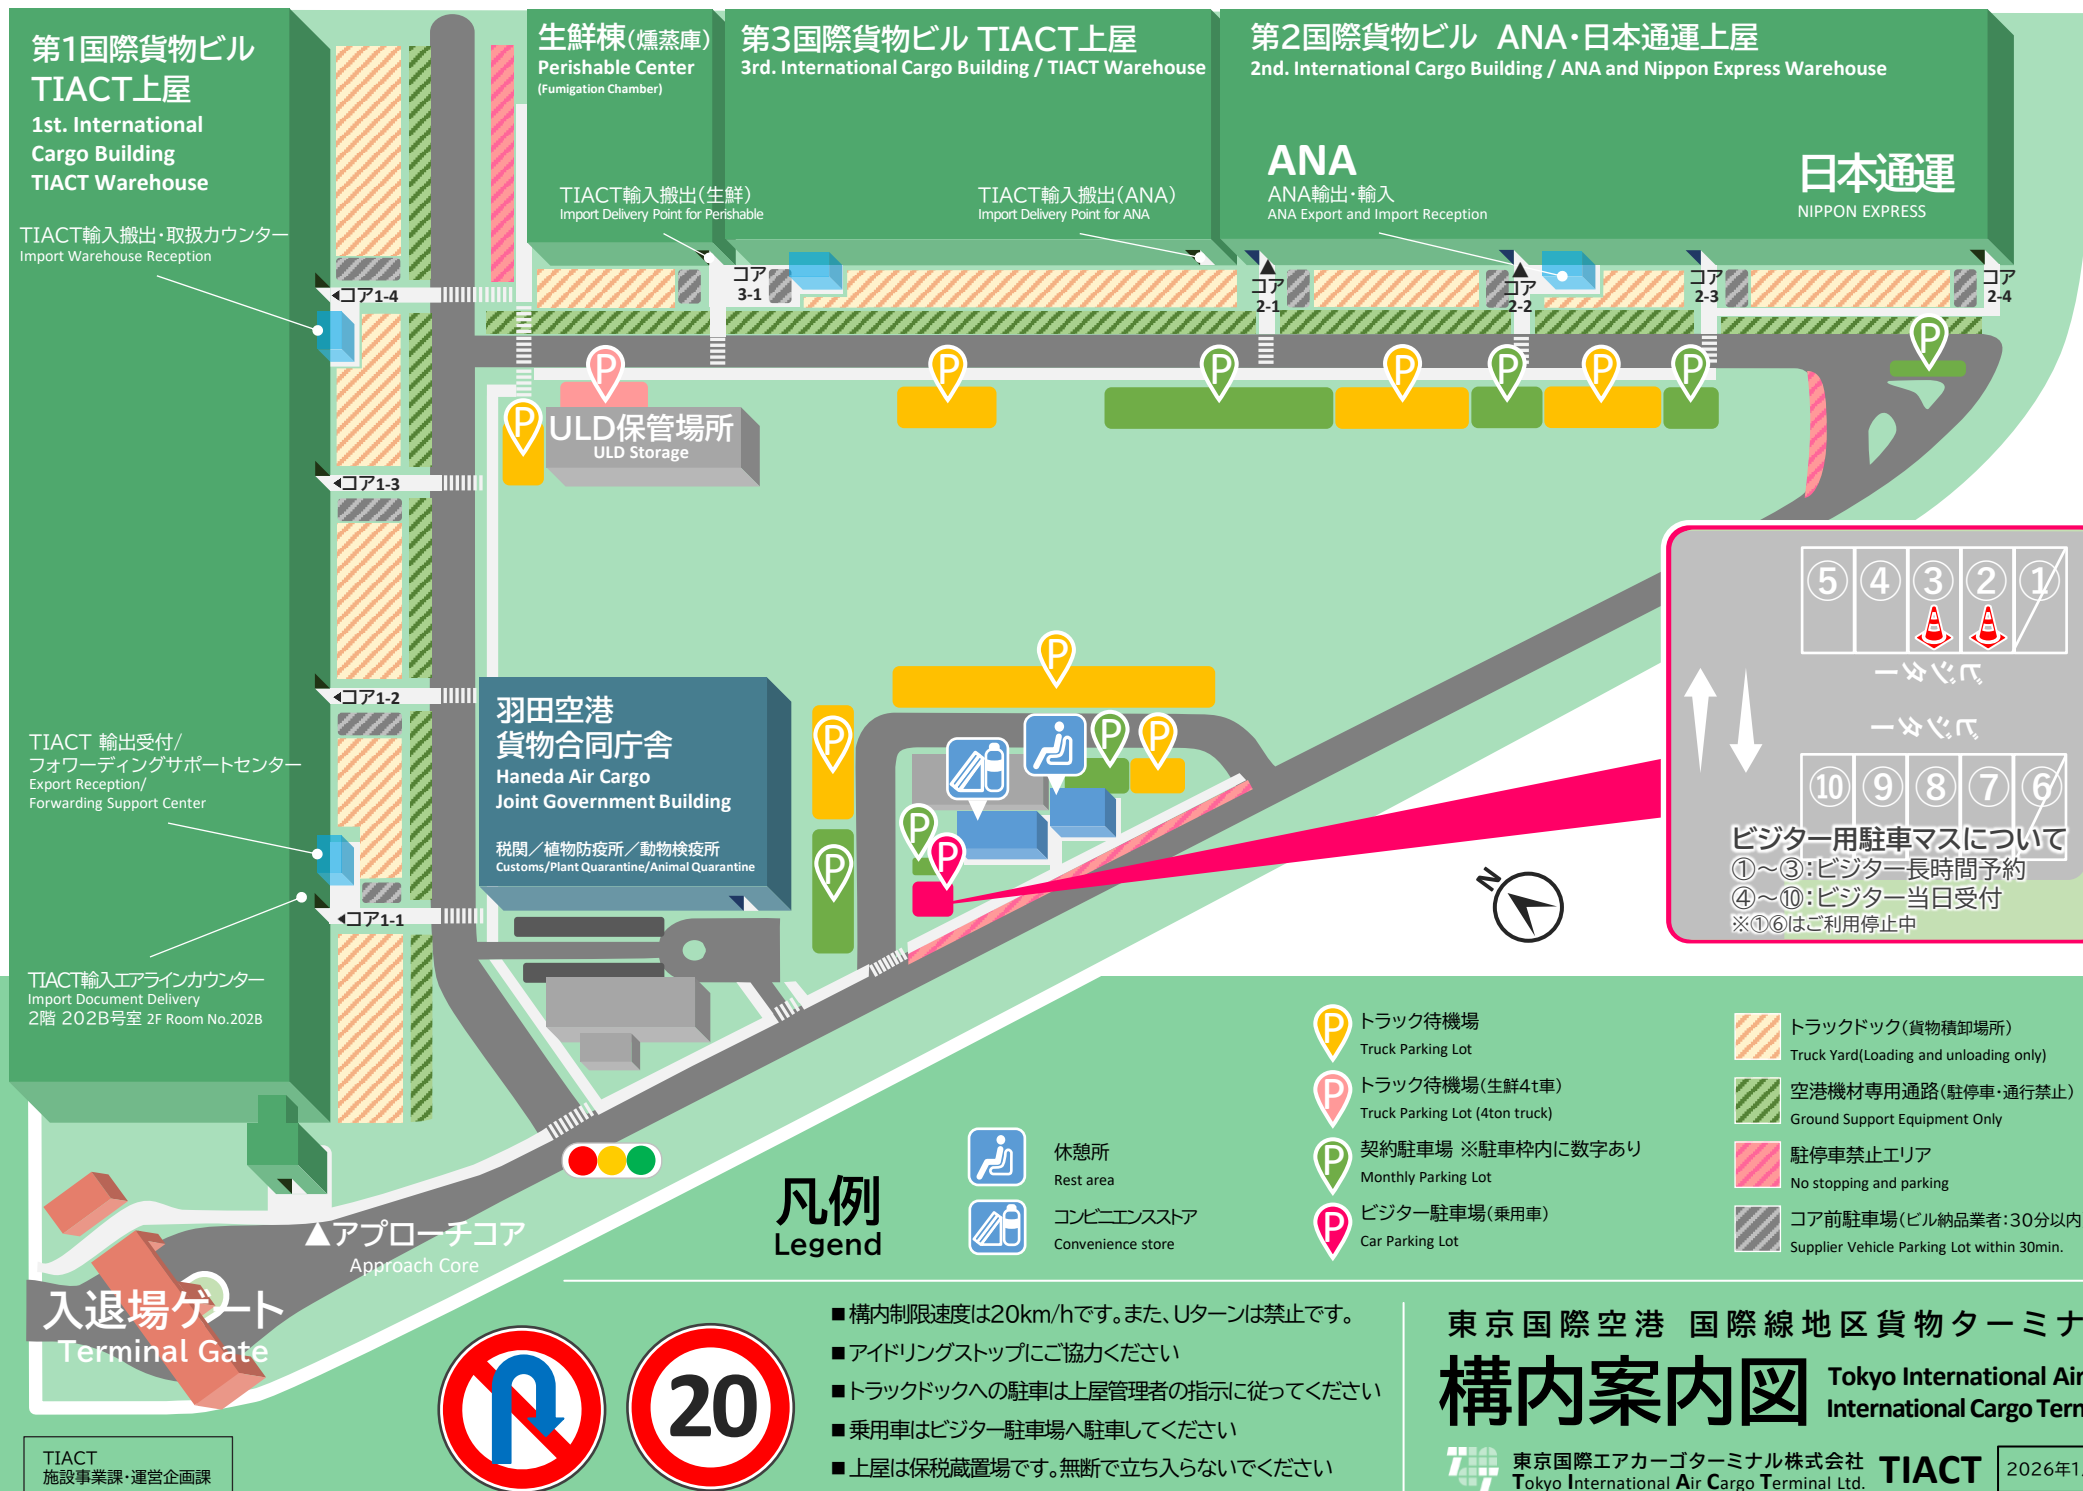 第1国際貨物ビル
TIACT上屋
1st. International
Cargo Building
TIACT Warehouse
TIACT輸入搬出・取扱カウンター
Import Warehouse Reception
TIACT 輸出受付/
フォワーディングサポートセンター
Export Reception/
Forwarding Support Center
TIACT輸入エアラインカウンター
Import Document Delivery
2階 202B号室 2F Room No.202B
生鮮棟(燻蒸庫)
Perishable Center
(Fumigation Chamber)
TIACT輸入搬出(生鮮)
Import Delivery Point for Perishable
第3国際貨物ビル TIACT上屋
3rd. International Cargo Building / TIACT Warehouse
TIACT輸入搬出(ANA)
Import Delivery Point for ANA
第2国際貨物ビル ANA・日本通運上屋
2nd. International Cargo Building / ANA and Nippon Express Warehouse
ANA
ANA輸出・輸入
ANA Export and Import Reception
日本通運
NIPPON EXPRESS
◀コア1-4
◀コア1-3
◀コア1-2
◀コア1-1
コア
3-1
▲
コア
2-1
▲
コア
2-2
コア
2-3
コア
2-4
P
P
P
P
P
P
P
P
P
ULD保管場所
ULD Storage
羽田空港
貨物合同庁舎
Haneda Air Cargo
Joint Government Building
税関／植物防疫所／動物検疫所
Customs/Plant Quarantine/Animal Quarantine
P
P
P
P
P
P
P
N
⑤ ④ ③ ② ①
ビジター
ビジター
⑩ ⑨ ⑧ ⑦ ⑥
ビジター用駐車マスについて
①～③：ビジター長時間予約
④～⑩：ビジター当日受付
※①⑥はご利用停止中
▲アプローチコア
Approach Core
入退場ゲート
Terminal Gate
凡例
Legend
休憩所
Rest area
コンビニエンスストア
Convenience store
P
トラック待機場
Truck Parking Lot
P
トラック待機場(生鮮4t車)
Truck Parking Lot (4ton truck)
P
契約駐車場 ※駐車枠内に数字あり
Monthly Parking Lot
P
ビジター駐車場(乗用車)
Car Parking Lot
トラックドック(貨物積卸場所)
Truck Yard(Loading and unloading only)
空港機材専用通路(駐停車・通行禁止)
Ground Support Equipment Only
駐停車禁止エリア
No stopping and parking
コア前駐車場(ビル納品業者：30分以内
Supplier Vehicle Parking Lot within 30min.
20
■構内制限速度は20km/hです。また、Uターンは禁止です。
■アイドリングストップにご協力ください
■トラックドックへの駐車は上屋管理者の指示に従ってください
■乗用車はビジター駐車場へ駐車してください
■上屋は保税蔵置場です。無断で立ち入らないでください
東京国際空港 国際線地区貨物ターミナ
構内案内図
Tokyo International Air
International Cargo Term
東京国際エアカーゴターミナル株式会社
Tokyo International Air Cargo Terminal Ltd.
TIACT
2026年1
TIACT
施設事業課・運営企画課